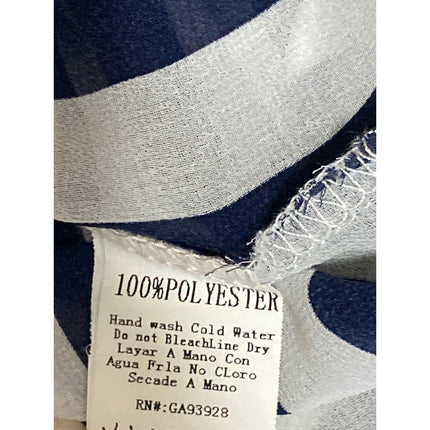 100%POLYESTER
Hand wash Cold Water
Do not BleachLine Dry
Layar A Mano Con
Agua Frla No CLoro
Secade A Mano
RN#:GA93928